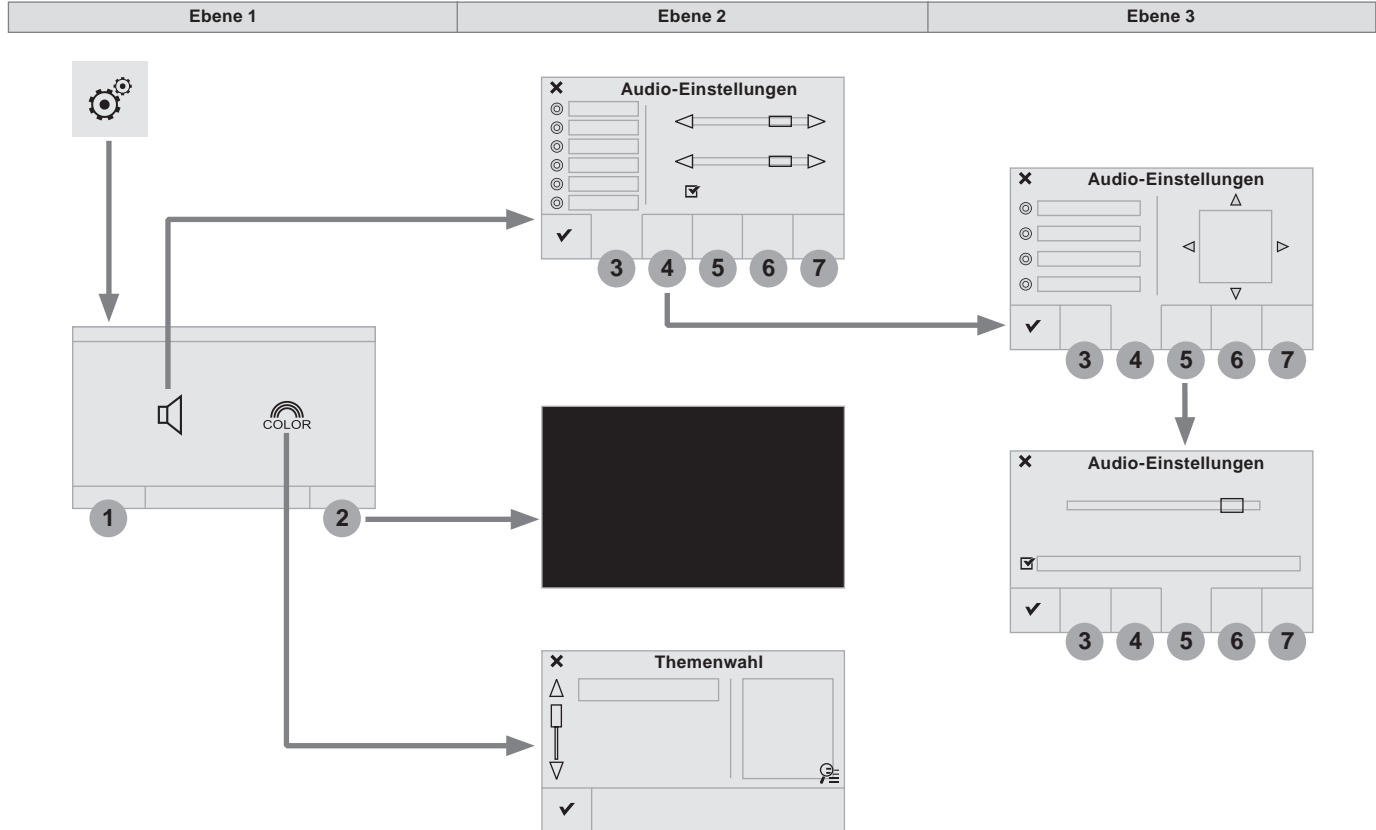 Ebene 1
Ebene 2
Ebene 3
Audio-Einstellungen
3 4 5 6 7
Audio-Einstellungen
3 4 5 6 7
COLOR
1
2
Audio-Einstellungen
3 4 5 6 7
Themenwahl